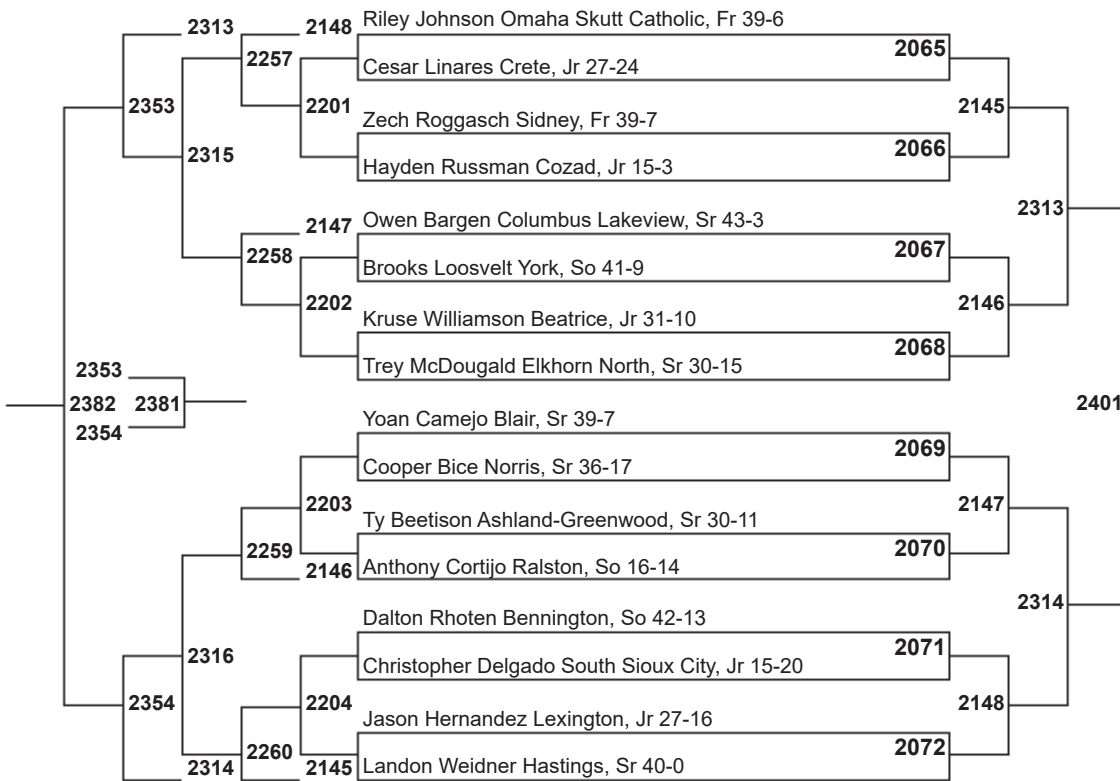 2313
2148
Riley Johnson Omaha Skutt Catholic, Fr 39-6
2065
2257
Cesar Linares Crete, Jr 27-24
2353
2201
2145
Zech Roggasch Sidney, Fr 39-7
2066
2315
Hayden Russman Cozad, Jr 15-3
2313
2147
Owen Bargen Columbus Lakeview, Sr 43-3
2067
2258
Brooks Loosvelt York, So 41-9
2202
2146
Kruse Williamson Beatrice, Jr 31-10
2068
Trey McDougald Elkhorn North, Sr 30-15
2353
2382
2381
2401
2354
Yoan Camejo Blair, Sr 39-7
2069
Cooper Bice Norris, Sr 36-17
2203
2147
Ty Beetison Ashland-Greenwood, Sr 30-11
2070
2259
2146
Anthony Cortijo Ralston, So 16-14
2314
Dalton Rhoten Bennington, So 42-13
2071
2316
Christopher Delgado South Sioux City, Jr 15-20
2354
2204
2148
Jason Hernandez Lexington, Jr 27-16
2072
2260
2314
2145
Landon Weidner Hastings, Sr 40-0